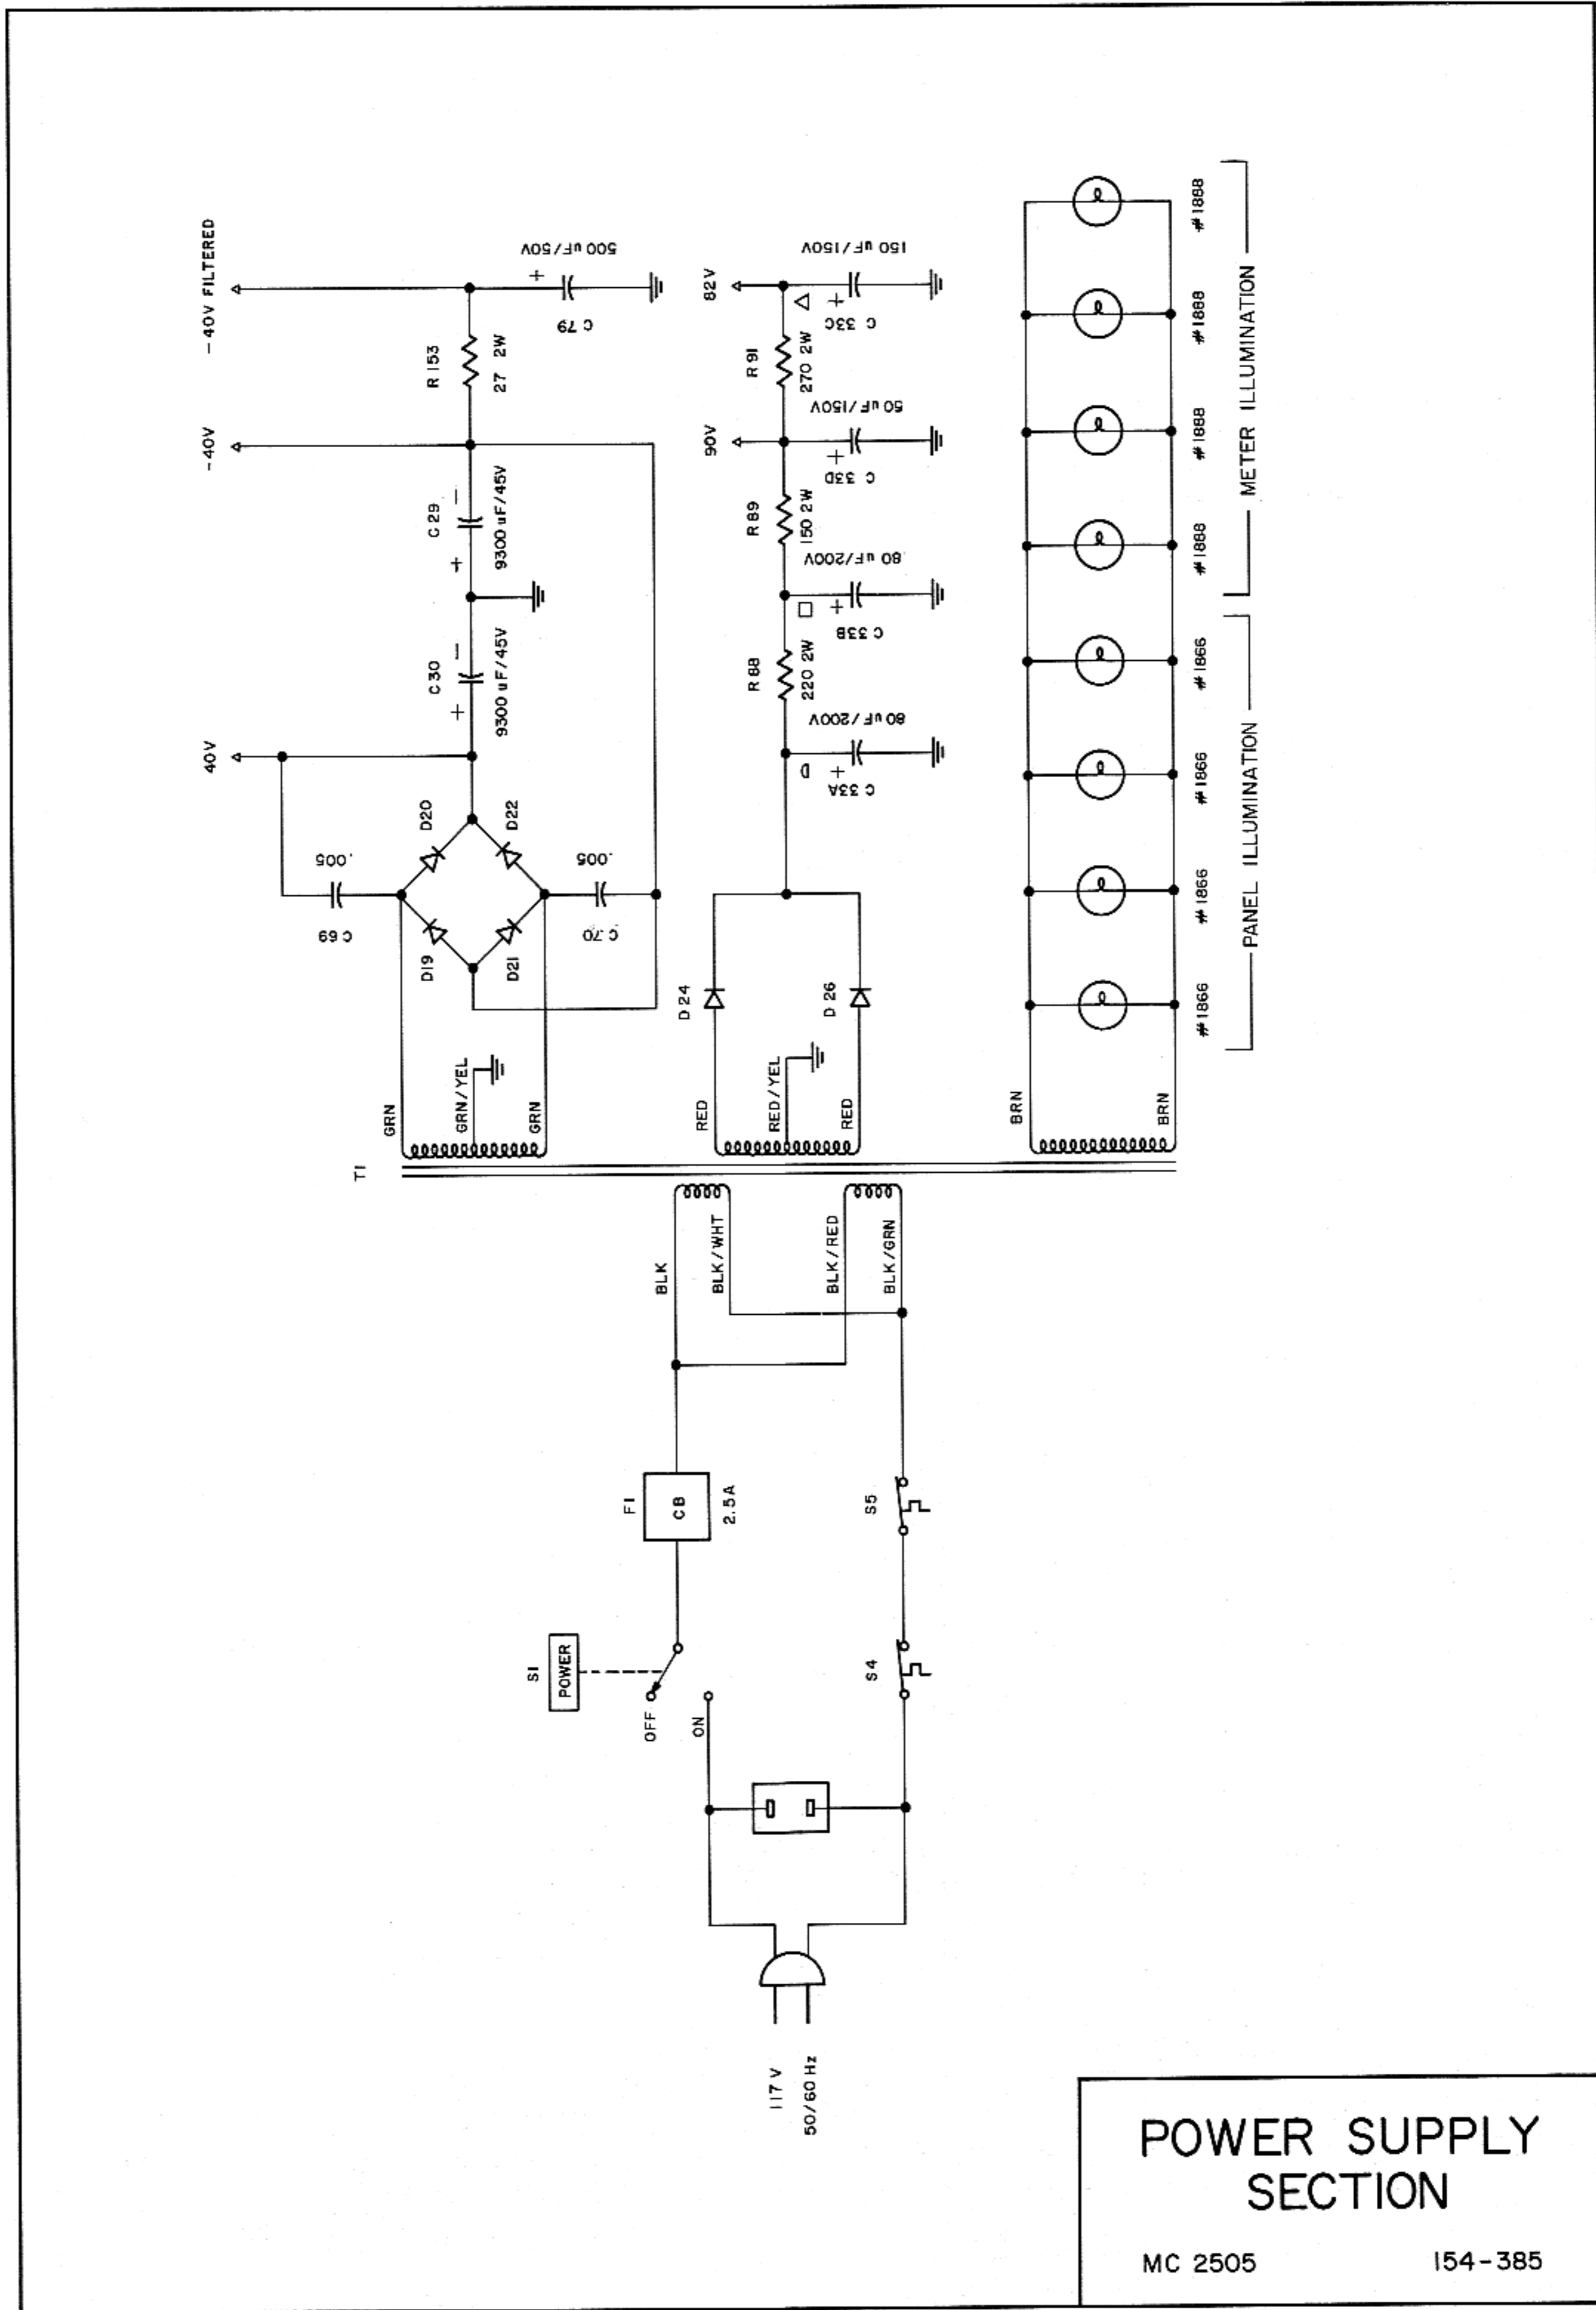 -40V FILTERED
-40V
40V
R 153
27 2W
C 79
500 uF/50V
C 29
+ −
9300 uF/45V
C 30
+ −
9300 uF/45V
D20
D22
D19
D21
C 69
.005
C 70
.005
GRN
GRN/YEL
GRN
82V
90V
R 91
270 2W
C 33C
150 uF/150V
R 89
150 2W
C 33D
50 uF/150V
R 88
220 2W
C 33B
80 uF/200V
C 33A
80 uF/200V
D 24
D 26
RED
RED/YEL
RED
BRN
BRN
#1888
#1888
#1888
#1888
METER ILLUMINATION
#1866
#1866
#1866
#1866
PANEL ILLUMINATION
T1
BLK
BLK/WHT
BLK/RED
BLK/GRN
F1
CB
2.5A
S1
POWER
OFF
ON
S5
S4
117 V
50/60 Hz
POWER SUPPLY
SECTION
MC 2505 154-385